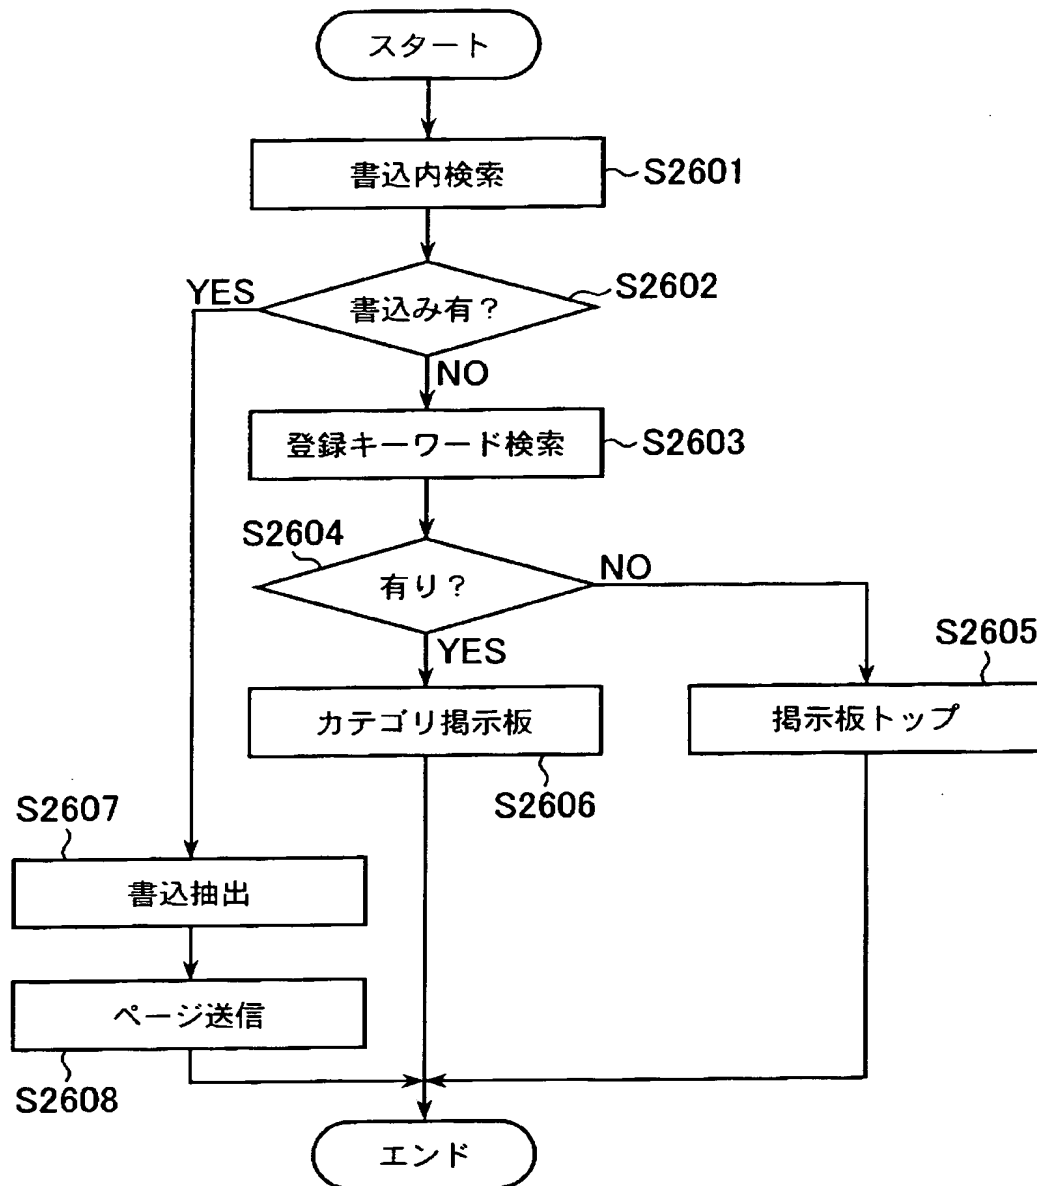 スタート
書込内検索
S2601
S2602
YES
書込み有？
NO
登録キーワード検索
S2603
S2604
有り？
NO
YES
S2605
カテゴリ掲示板
掲示板トップ
S2606
S2607
書込抽出
ページ送信
S2608
エンド